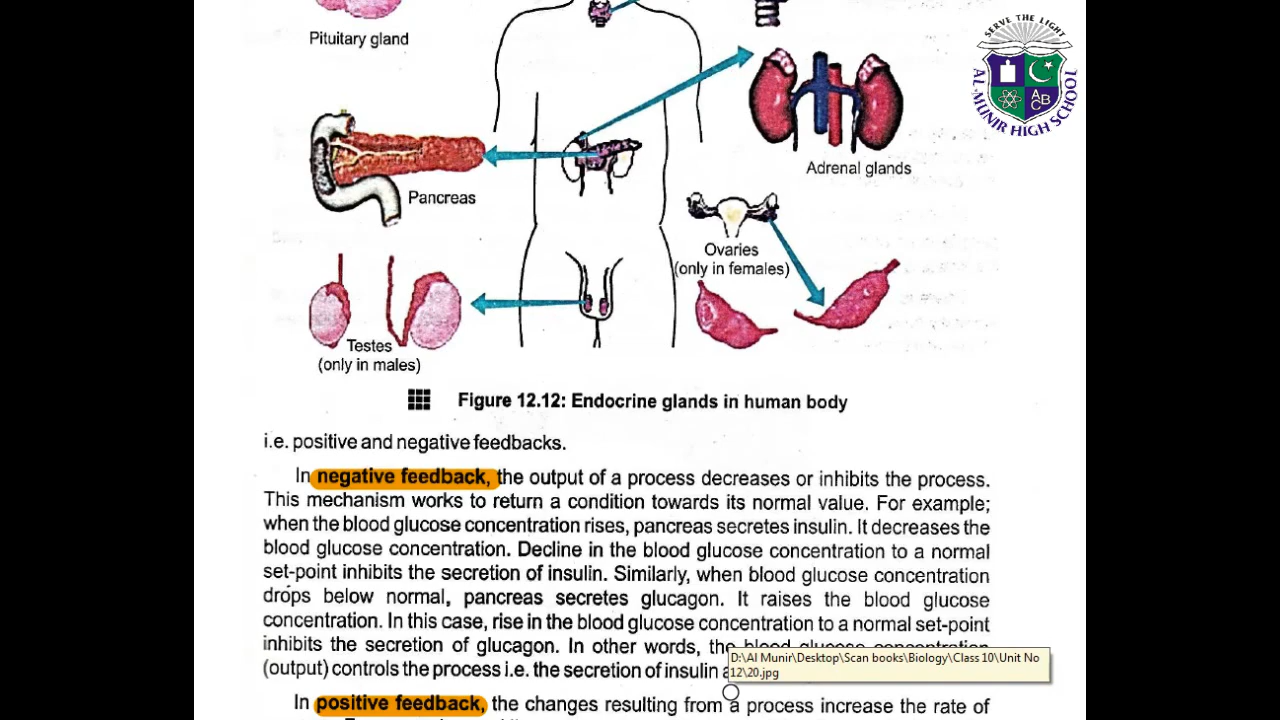 Pituitary gland
SERVE THE LIGHT
AL-MUNIR HIGH SCHOOL
A
B
C
Adrenal glands
Pancreas
Ovaries
(only in females)
Testes
(only in males)
Figure 12.12: Endocrine glands in human body
i.e. positive and negative feedbacks.
In negative feedback, the output of a process decreases or inhibits the process.
This mechanism works to return a condition towards its normal value. For example;
when the blood glucose concentration rises, pancreas secretes insulin. It decreases the
blood glucose concentration. Decline in the blood glucose concentration to a normal
set-point inhibits the secretion of insulin. Similarly, when blood glucose concentration
drops below normal, pancreas secretes glucagon. It raises the blood glucose
concentration. In this case, rise in the blood glucose concentration to a normal set-point
inhibits the secretion of glucagon. In other words, the blood glucose concentration
(output) controls the process i.e. the secretion of insulin
D:\Al Munir\Desktop\Scan books\Biology\Class 10\Unit No
12\20.jpg
In positive feedback, the changes resulting from a process increase the rate of